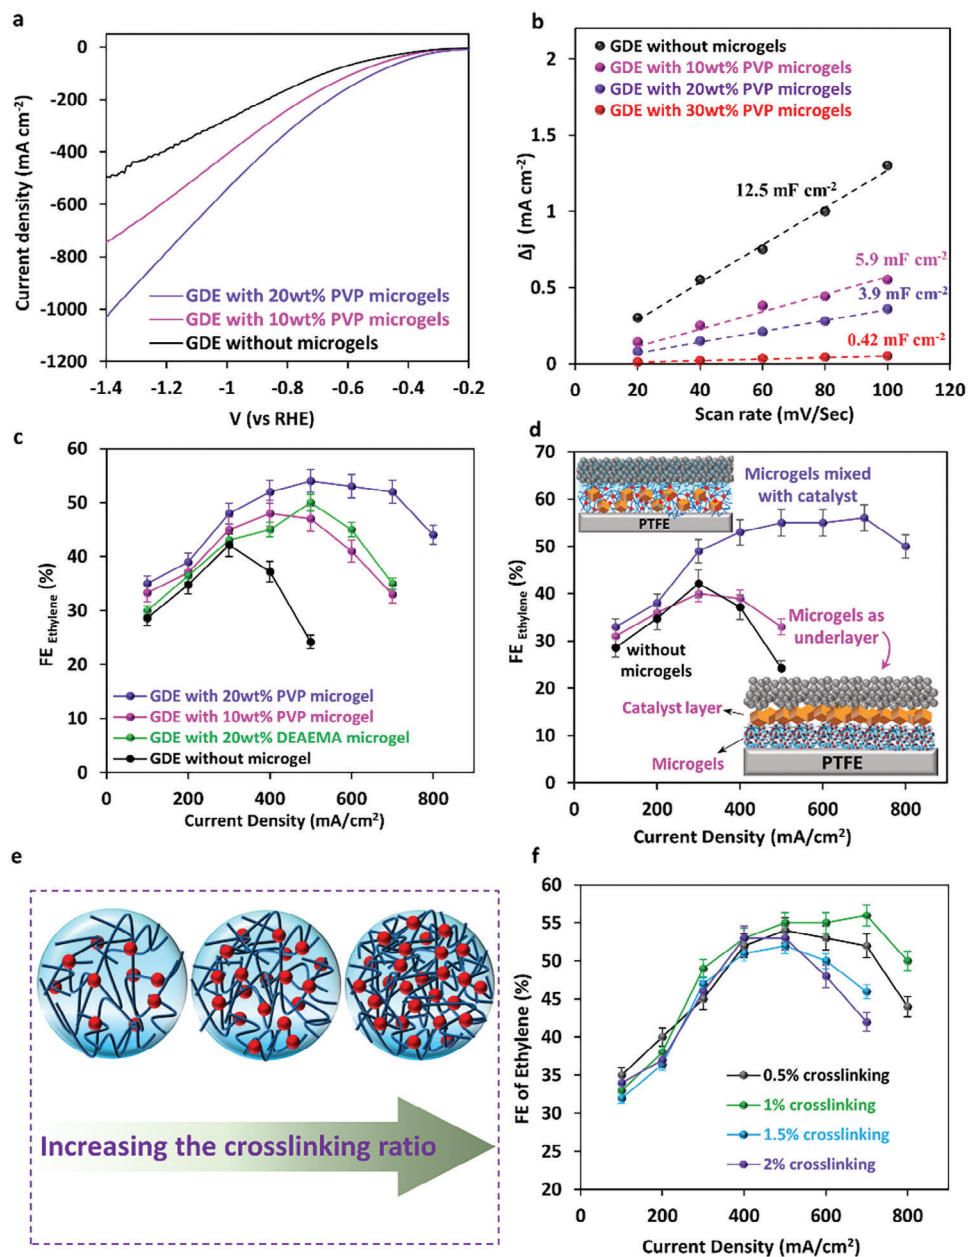 a
0
-200
-400
-600
-800
-1000
-1200
-1.4
-1.2
-1
-0.8
-0.6
-0.4
-0.2
Current density (mA cm-2)
V (vs RHE)
GDE with 20wt% PVP microgels
GDE with 10wt% PVP microgels
GDE without microgels
b
2
1.5
1
0.5
0
0
20
40
60
80
100
120
Δj (mA cm-2)
Scan rate (mV/Sec)
GDE without microgels
GDE with 10wt% PVP microgels
GDE with 20wt% PVP microgels
GDE with 30wt% PVP microgels
12.5 mF cm-2
5.9 mF cm-2
3.9 mF cm-2
0.42 mF cm-2
c
60
50
40
30
20
10
0
0
200
400
600
800
FE Ethylene (%)
Current Density (mA/cm2)
GDE with 20wt% PVP microgel
GDE with 10wt% PVP microgel
GDE with 20wt% DEAEMA microgel
GDE without microgel
d
70
60
50
40
30
20
10
0
0
200
400
600
800
FE Ethylene (%)
Current Density (mA/cm2)
PTFE
Microgels mixed
with catalyst
without
microgels
Microgels as
underlayer
Catalyst layer
Microgels
PTFE
e
Increasing the crosslinking ratio
f
60
55
50
45
40
35
30
20
0
200
400
600
800
FE of Ethylene (%)
Current Density (mA/cm2)
0.5% crosslinking
1% crosslinking
1.5% crosslinking
2% crosslinking